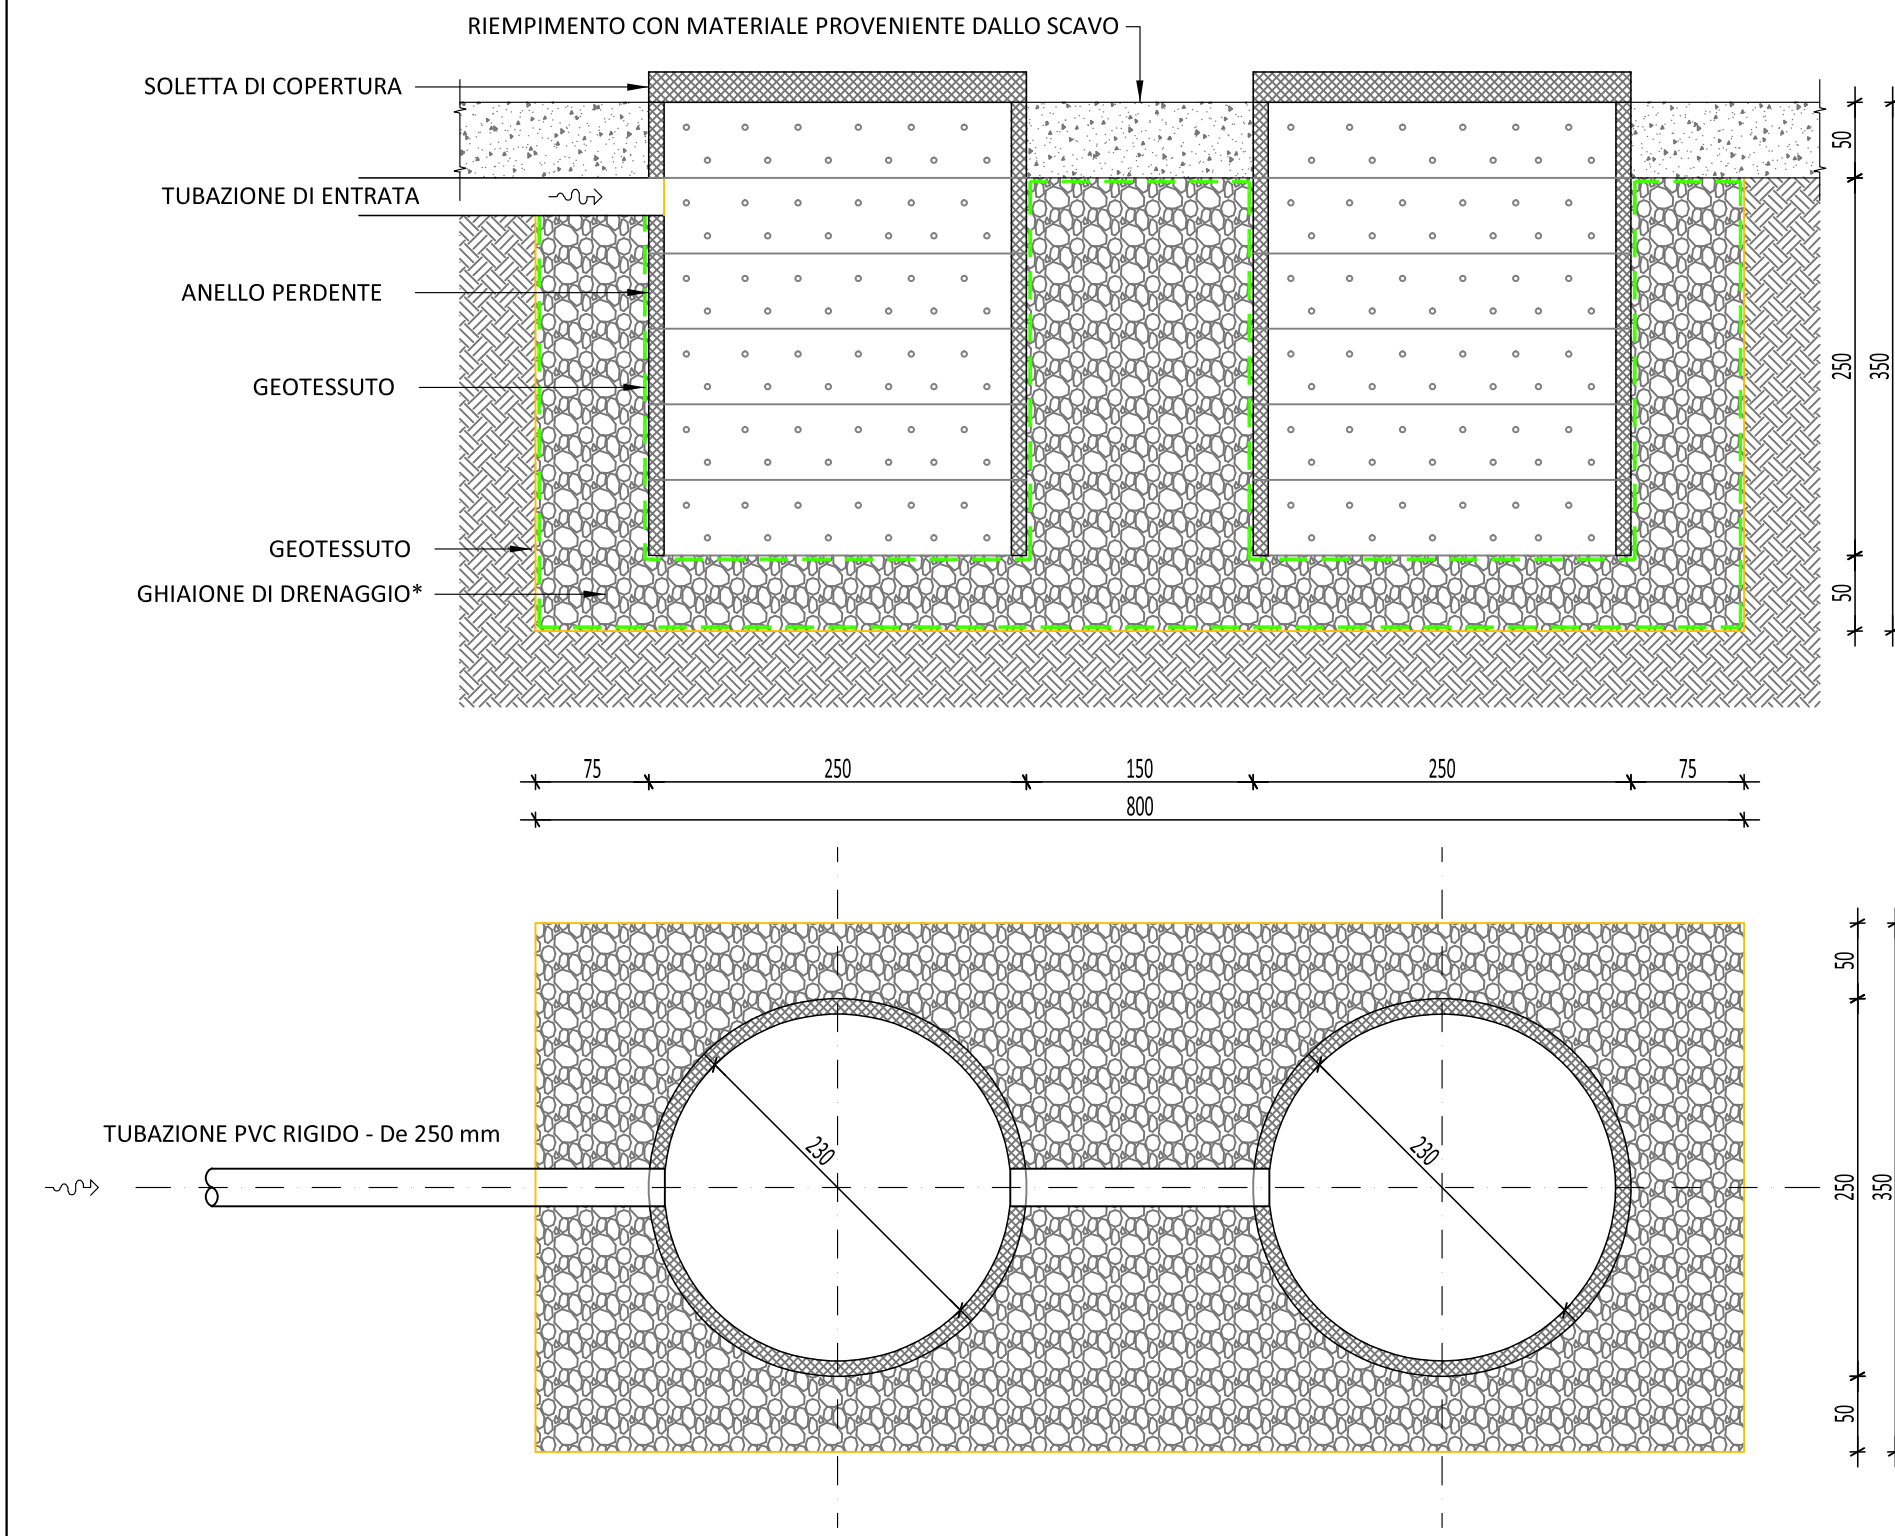 RIEMPIMENTO CON MATERIALE PROVENIENTE DALLO SCAVO
SOLETTA DI COPERTURA
TUBAZIONE DI ENTRATA
ANELLO PERDENTE
GEOTESSUTO
GEOTESSUTO
GHIAIONE DI DRENAGGIO*
50
250
350
50
75
250
150
250
75
800
TUBAZIONE PVC RIGIDO - De 250 mm
230
230
50
250
350
50